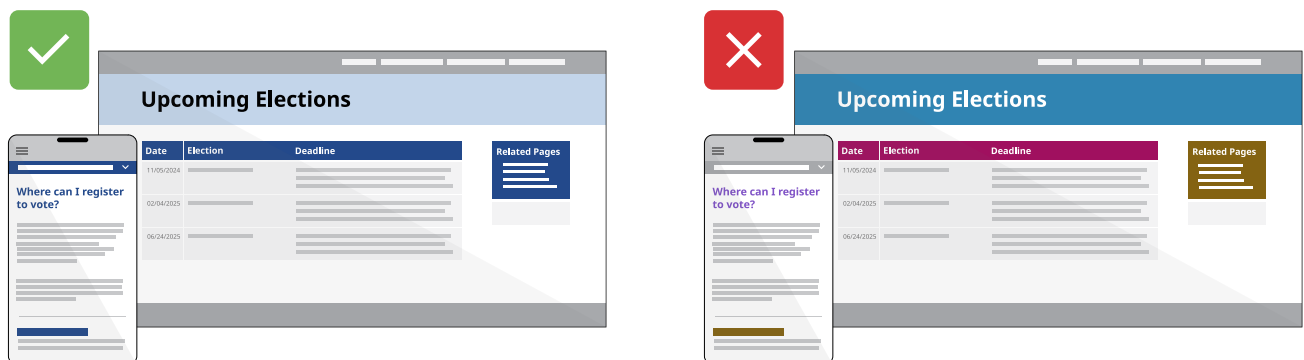 Upcoming Elections
Date Election Deadline
11/05/2024
02/04/2025
06/24/2025
Related Pages
Where can I register
to vote?
Upcoming Elections
Date Election Deadline
11/05/2024
02/04/2025
06/24/2025
Related Pages
Where can I register
to vote?